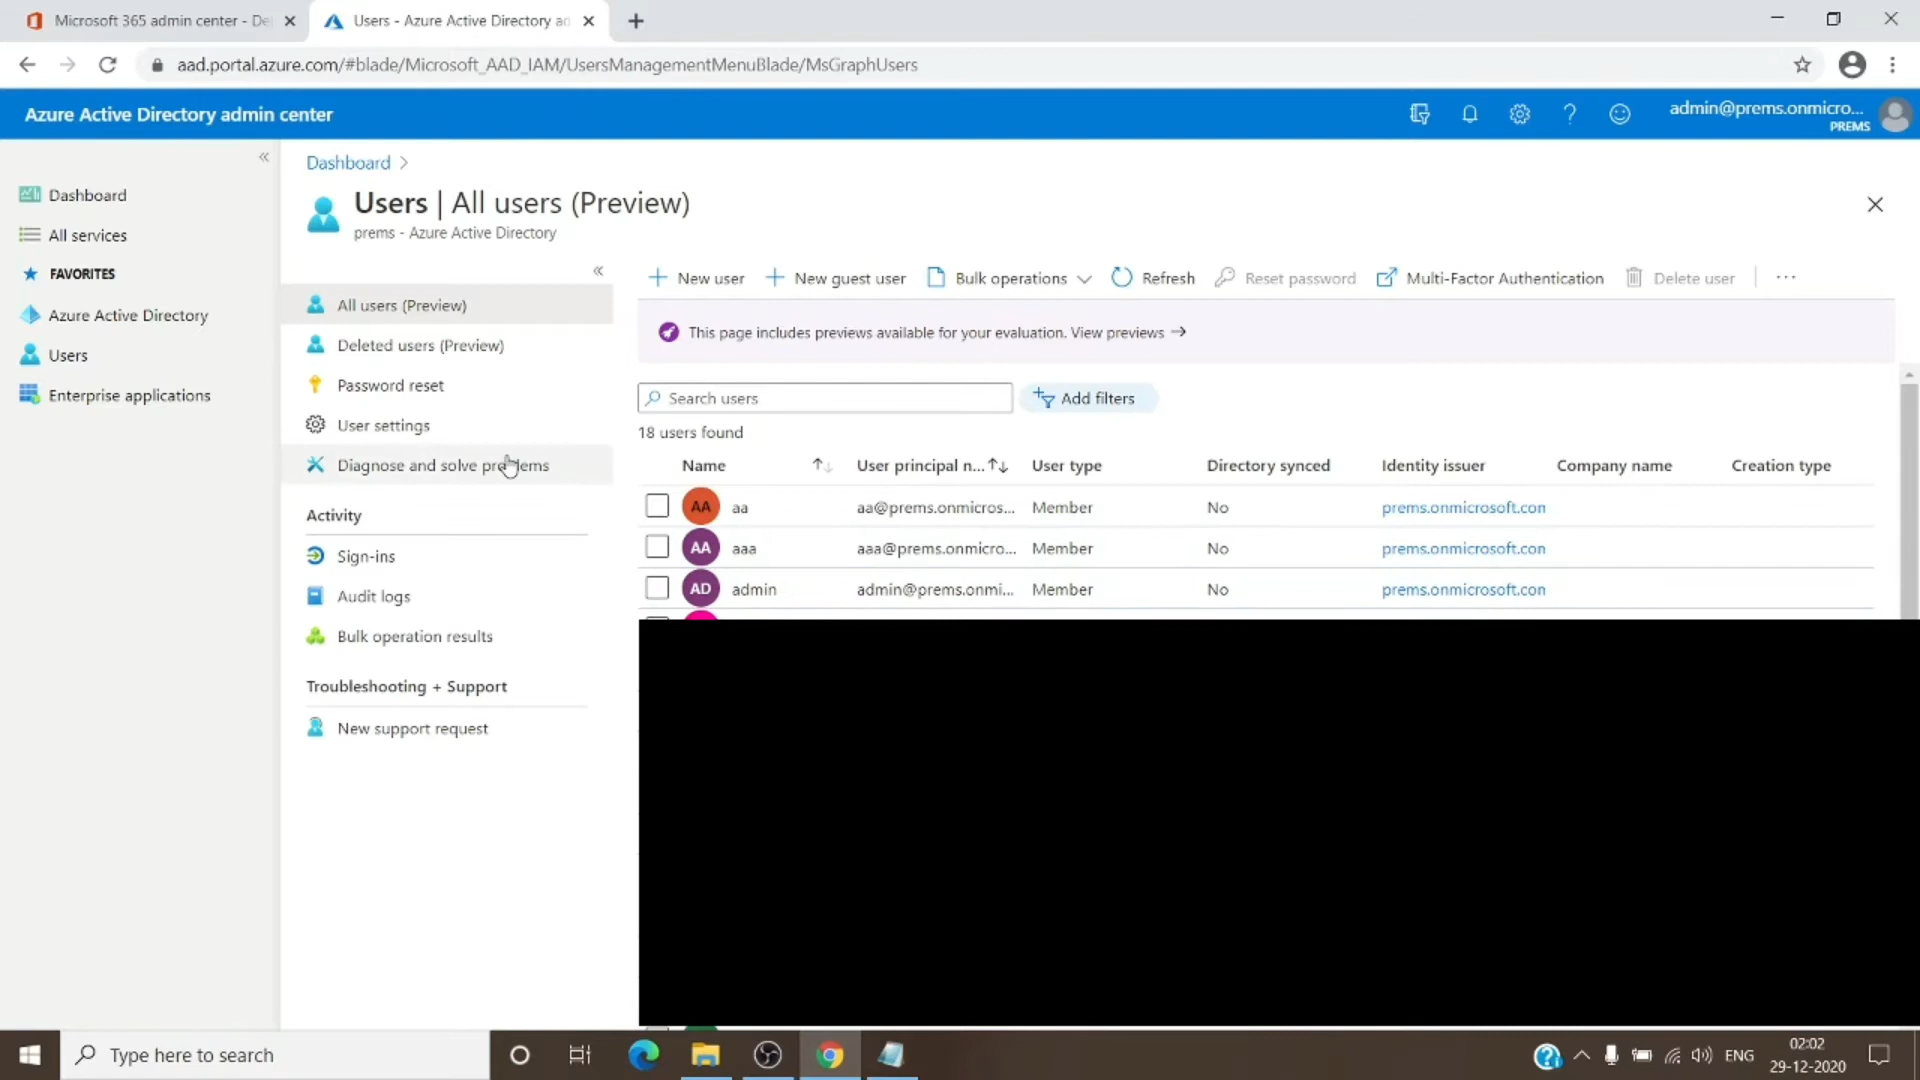 Microsoft 365 admin center - De
Users - Azure Active Directory ad
aad.portal.azure.com/#blade/Microsoft_AAD_IAM/UsersManagementMenuBlade/MsGraphUsers
Azure Active Directory admin center
admin@prems.onmicro...
PREMS
Dashboard
All services
FAVORITES
Azure Active Directory
Users
Enterprise applications
Dashboard >
Users | All users (Preview)
prems - Azure Active Directory
All users (Preview)
Deleted users (Preview)
Password reset
User settings
Diagnose and solve problems
Activity
Sign-ins
Audit logs
Bulk operation results
Troubleshooting + Support
New support request
New user New guest user Bulk operations Refresh Reset password Multi-Factor Authentication Delete user ...
This page includes previews available for your evaluation. View previews →
Search users Add filters
18 users found
Name User principal n... User type Directory synced Identity issuer Company name Creation type
AA aa aa@prems.onmicros... Member No prems.onmicrosoft.con
AA aaa aaa@prems.onmicro... Member No prems.onmicrosoft.con
AD admin admin@prems.onmi... Member No prems.onmicrosoft.con
Type here to search
ENG
02:02
29-12-2020